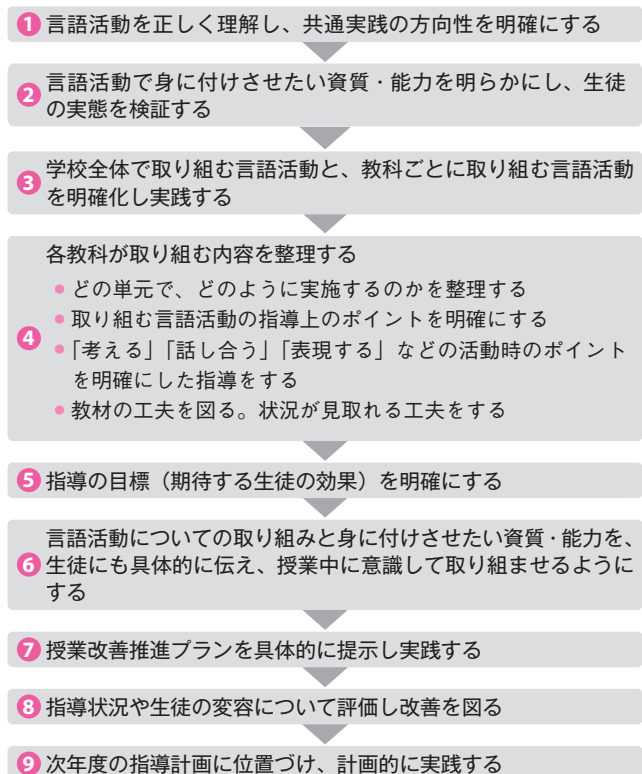 1 言語活動を正しく理解し、共通実践の方向性を明確にする
2 言語活動で身に付けさせたい資質・能力を明らかにし、生徒
の実態を検証する
3 学校全体で取り組む言語活動と、教科ごとに取り組む言語活動
を明確化し実践する
4 各教科が取り組む内容を整理する
● どの単元で、どのように実施するのかを整理する
● 取り組む言語活動の指導上のポイントを明確にする
● 「考える」「話し合う」「表現する」などの活動時のポイント
を明確にした指導をする
● 教材の工夫を図る。状況が見取れる工夫をする
5 指導の目標（期待する生徒の効果）を明確にする
6 言語活動についての取り組みと身に付けさせたい資質・能力を、
生徒にも具体的に伝え、授業中に意識して取り組ませるように
する
7 授業改善推進プランを具体的に提示し実践する
8 指導状況や生徒の変容について評価し改善を図る
9 次年度の指導計画に位置づけ、計画的に実践する